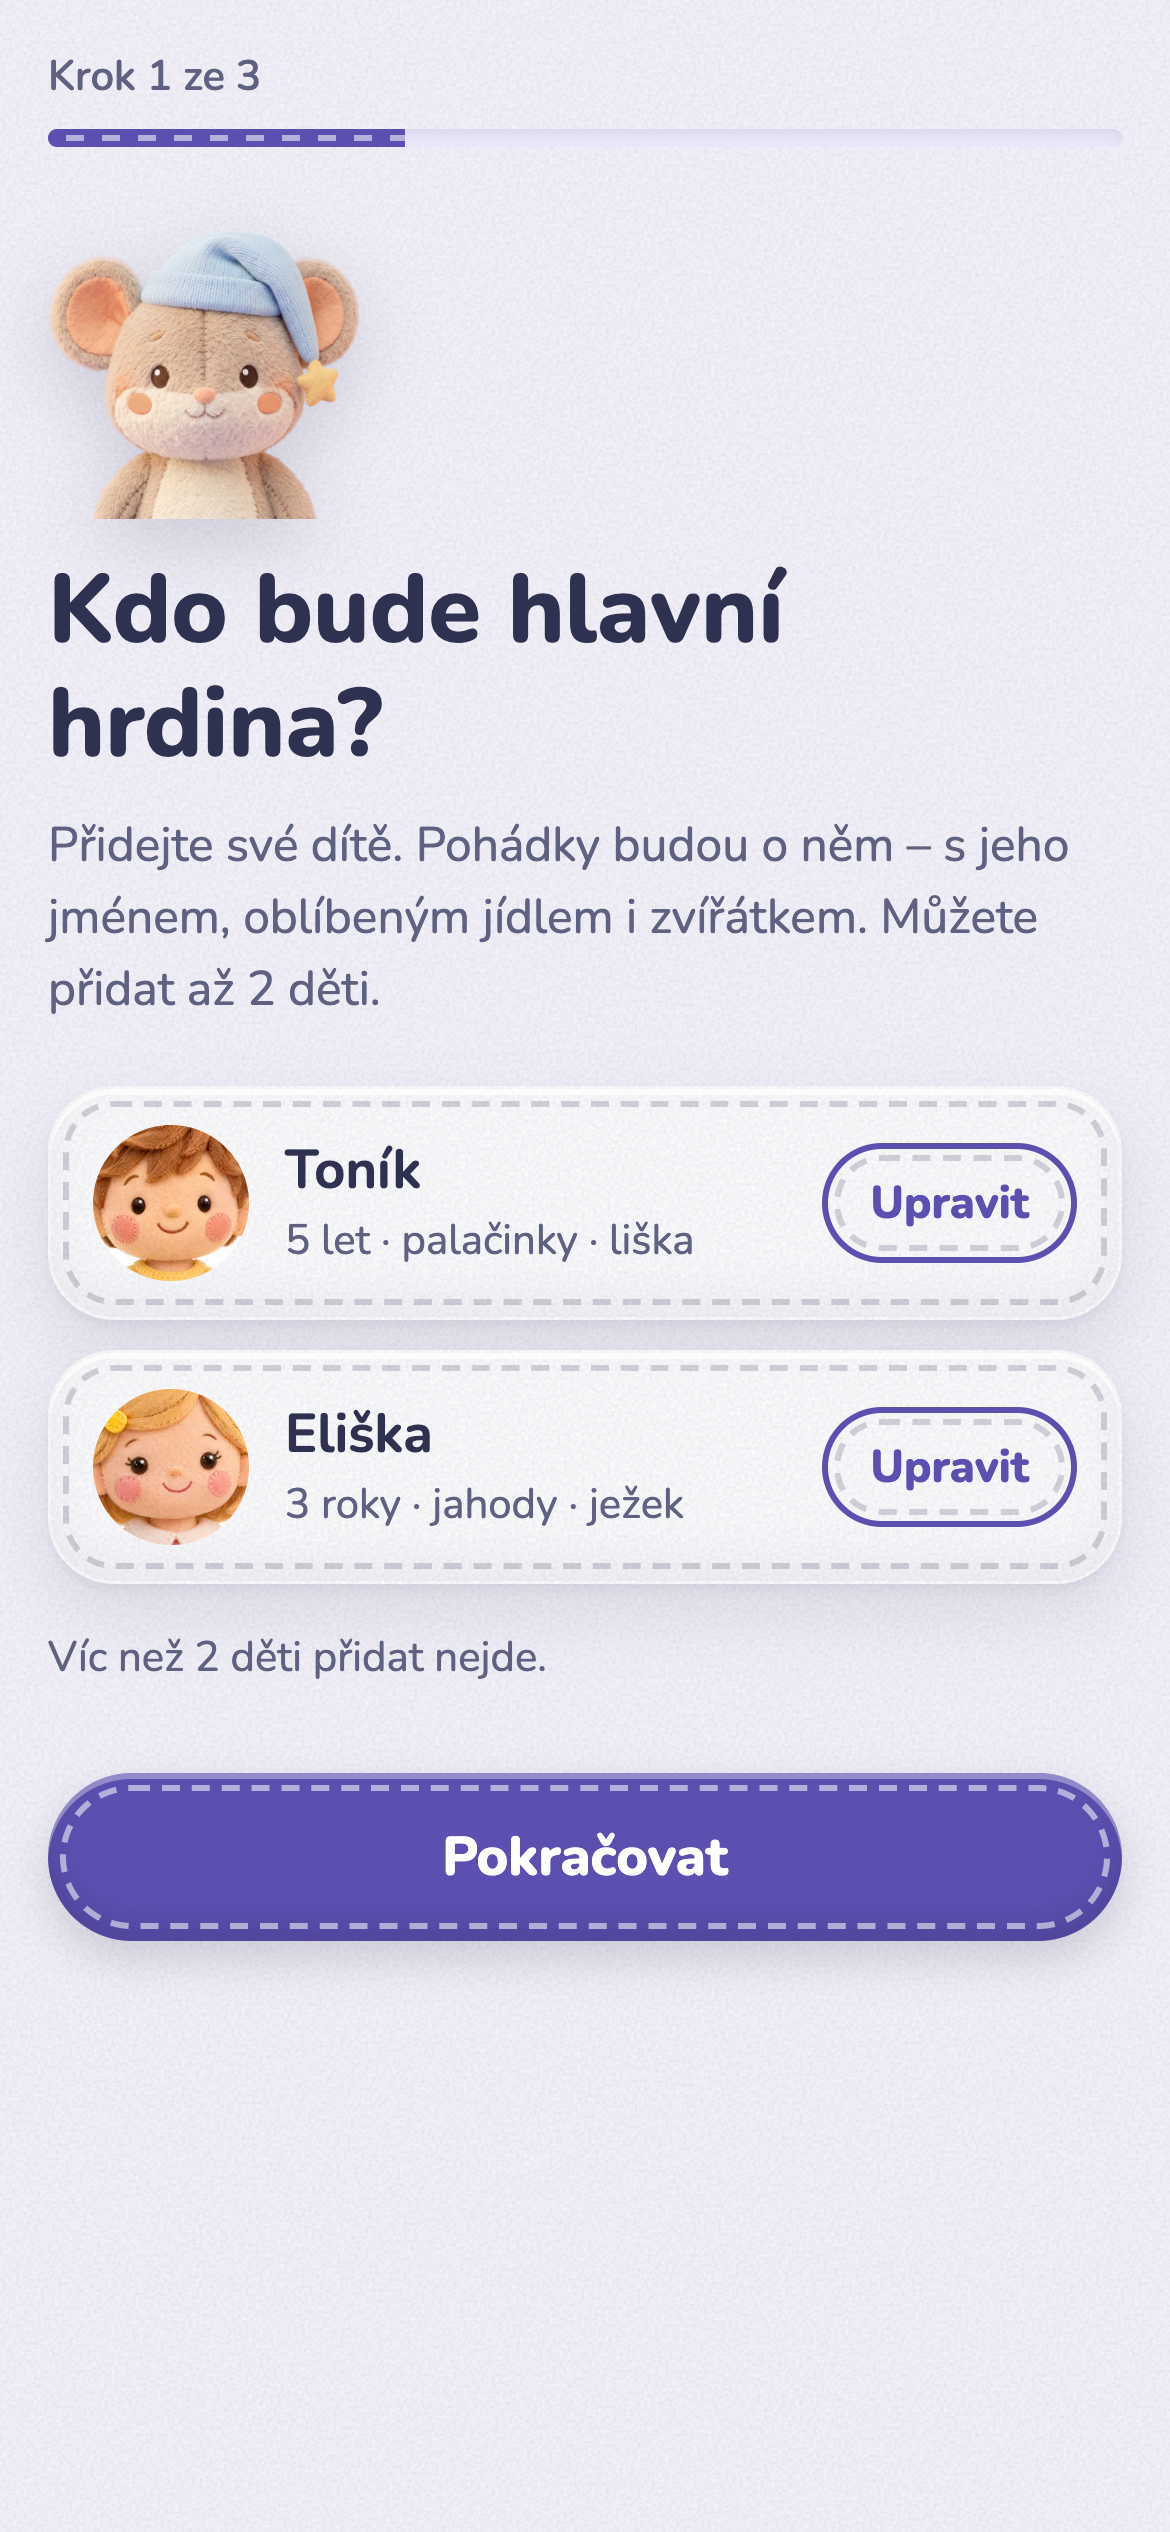 Krok 1 ze 3
Kdo bude hlavní
hrdina?
Přidejte své dítě. Pohádky budou o něm – s jeho
jménem, oblíbeným jídlem i zvířátkem. Můžete
přidat až 2 děti.
Toník
5 let · palačinky · liška
Upravit
Eliška
3 roky · jahody · ježek
Upravit
Víc než 2 děti přidat nejde.
Pokračovat